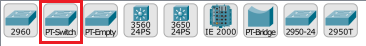 2960
PT-Switch
PT-Empty
3560
24PS
3650
24PS
IE 2000
PT-Bridge
2950-24
2950T